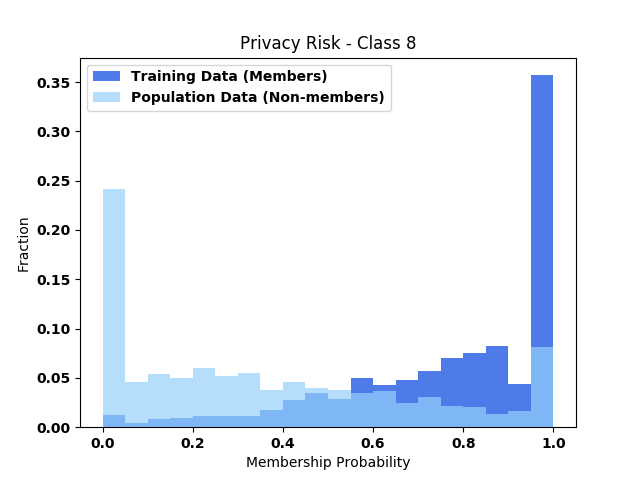 Privacy Risk - Class 8
Training Data (Members)
Population Data (Non-members)
0.35
0.30
0.25
0.20
0.15
0.10
0.05
0.00
Fraction
0.0 0.2 0.4 0.6 0.8 1.0
Membership Probability